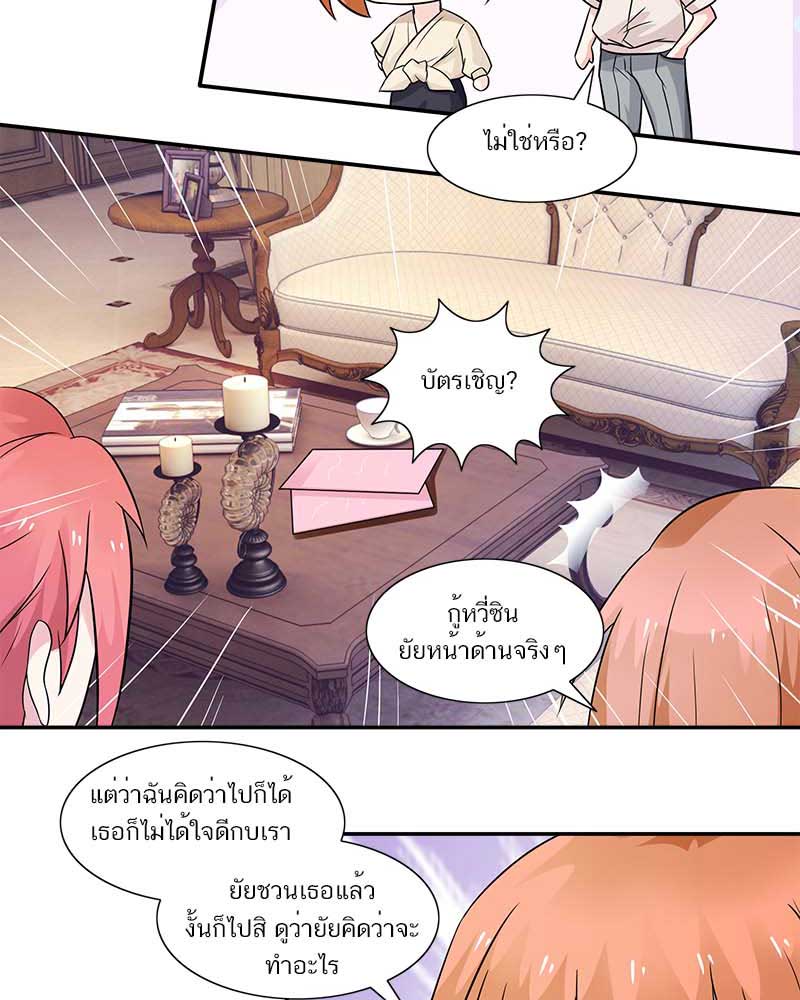 ไม่ใช่หรือ?
บัตรเชิญ?
กู้หวี่ซิน
ยัยหน้าด้านจริงๆ
แต่ว่าฉันคิดว่าไปก็ได้
เธอก็ไม่ได้ใจดีกบเรา
ยัยชวนเธอแล้ว
งั้นก็ไปสิ ดูว่ายัยคิดว่าจะ
ทำอะไร